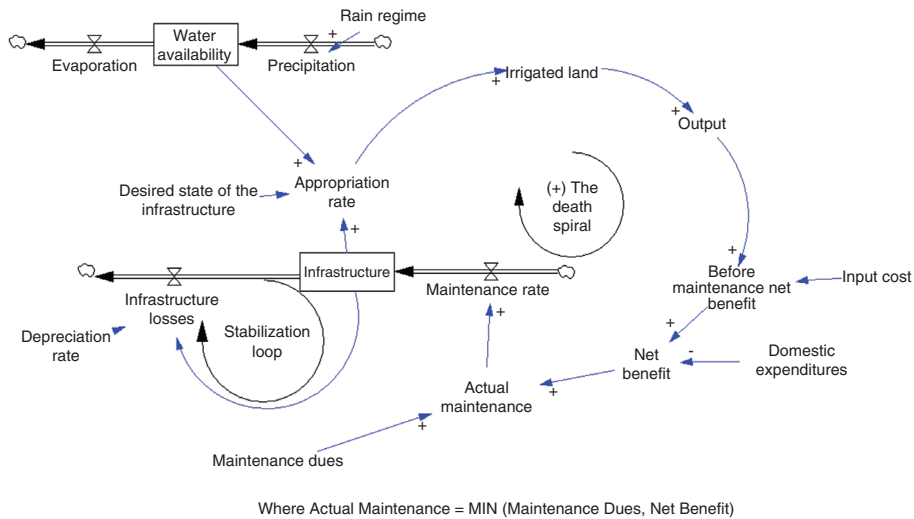 Rain regime
+
Water
availability
Evaporation
Precipitation
Irrigated land
+
+
Output
+
Desired state of the
infrastructure
Appropriation
rate
+
(+) The
death
spiral
Infrastructure
Maintenance rate
+
Before
maintenance net
benefit
Input cost
Infrastructure
losses
Depreciation
rate
Stabilization
loop
+
+
Net
benefit
-
Domestic
expenditures
Actual
maintenance
+
+
Maintenance dues
Where Actual Maintenance = MIN (Maintenance Dues, Net Benefit)